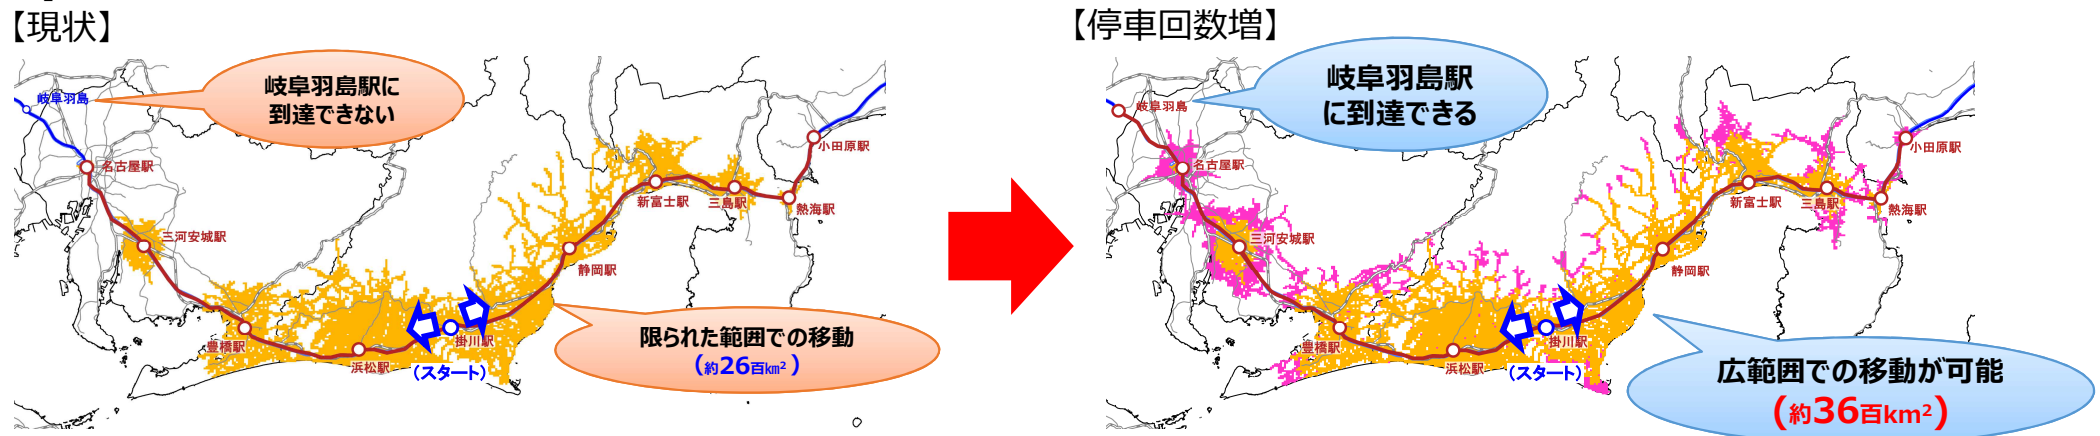 【現状】
岐阜羽島駅に
到達できない
岐阜羽島
名古屋駅
三河安城駅
豊橋駅
浜松駅
掛川駅
(スタート)
静岡駅
新富士駅
三島駅
熱海駅
小田原駅
限られた範囲での移動
(約26百km²)
【停車回数増】
岐阜羽島駅
に到達できる
岐阜羽島
名古屋駅
三河安城駅
豊橋駅
浜松駅
掛川駅
(スタート)
静岡駅
新富士駅
三島駅
熱海駅
小田原駅
広範囲での移動が可能
(約36百km²)